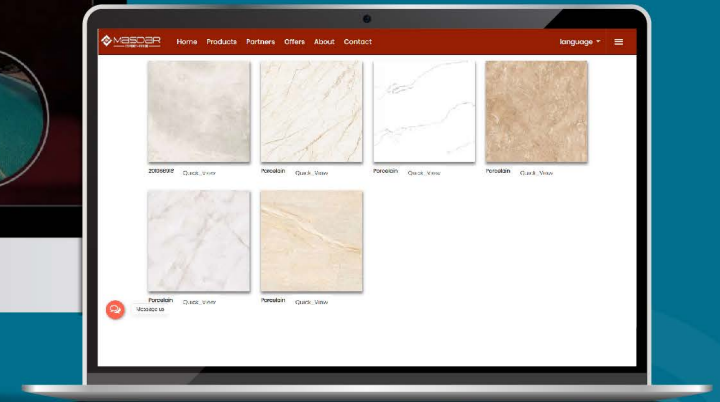 MASDAR
Home Products Partners Offers About Contact
language
Quick_View
Porcelain Quick_View
Porcelain Quick_View
Porcelain Quick_View
Porcelain Quick_View
Porcelain Quick_View
Message us